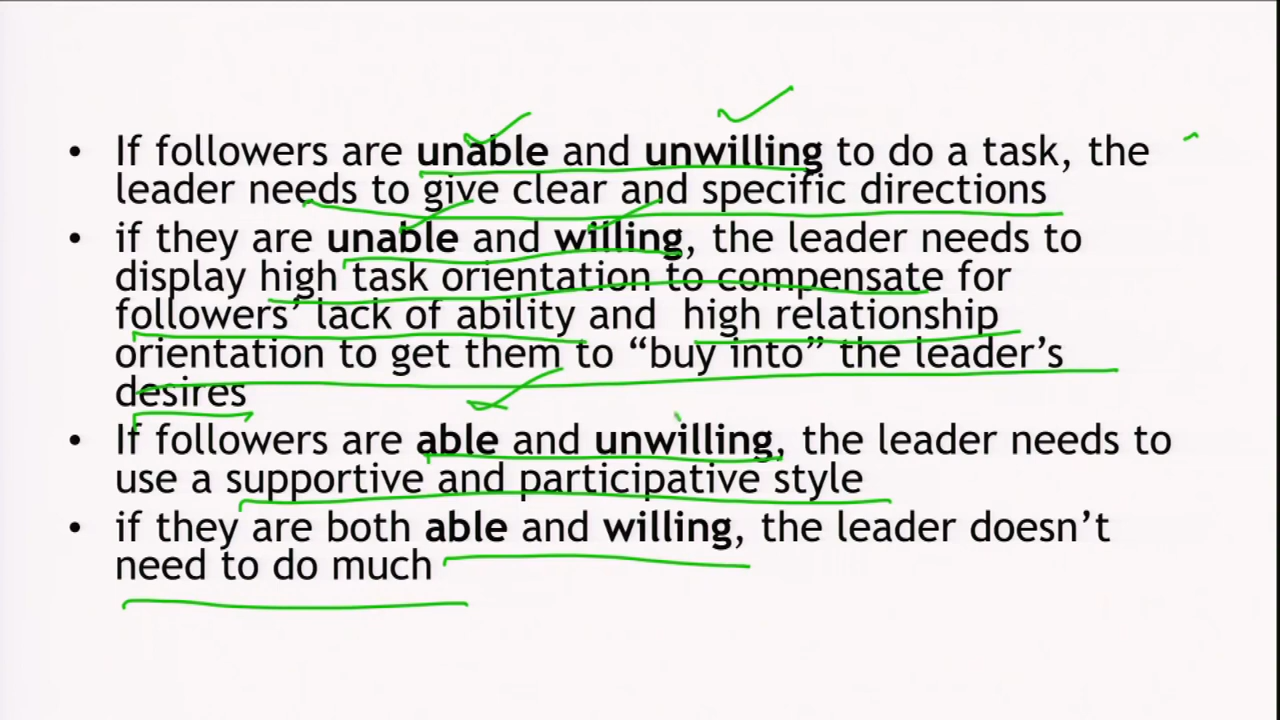 • If followers are unable and unwilling to do a task, the
leader needs to give clear and specific directions
• if they are unable and willing, the leader needs to
display high task orientation to compensate for
followers’ lack of ability and high relationship
orientation to get them to “buy into” the leader’s
desires
• If followers are able and unwilling, the leader needs to
use a supportive and participative style
• if they are both able and willing, the leader doesn’t
need to do much